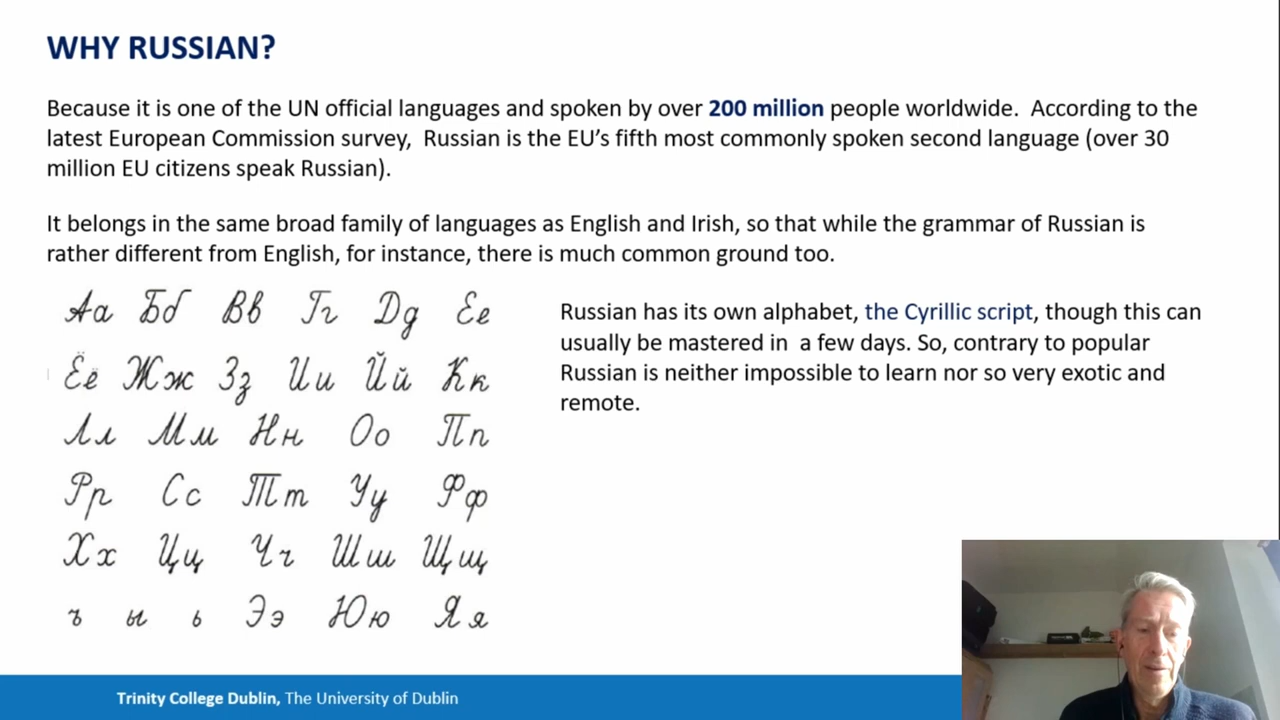 WHY RUSSIAN?
Because it is one of the UN official languages and spoken by over 200 million people worldwide.  According to the
latest European Commission survey,  Russian is the EU’s fifth most commonly spoken second language (over 30
million EU citizens speak Russian).
It belongs in the same broad family of languages as English and Irish, so that while the grammar of Russian is
rather different from English, for instance, there is much common ground too.
Аа Бб Вв Гг Дд Ее
Ёё Жж Зз Ии Йй Кк
Лл Мм Нн Оо Пп
Рр Сс Тт Уу Фф
Хх Цц Чч Шш Щщ
ъ ы ь Ээ Юю Яя
Russian has its own alphabet, the Cyrillic script, though this can
usually be mastered in  a few days. So, contrary to popular
Russian is neither impossible to learn nor so very exotic and
remote.
Trinity College Dublin, The University of Dublin